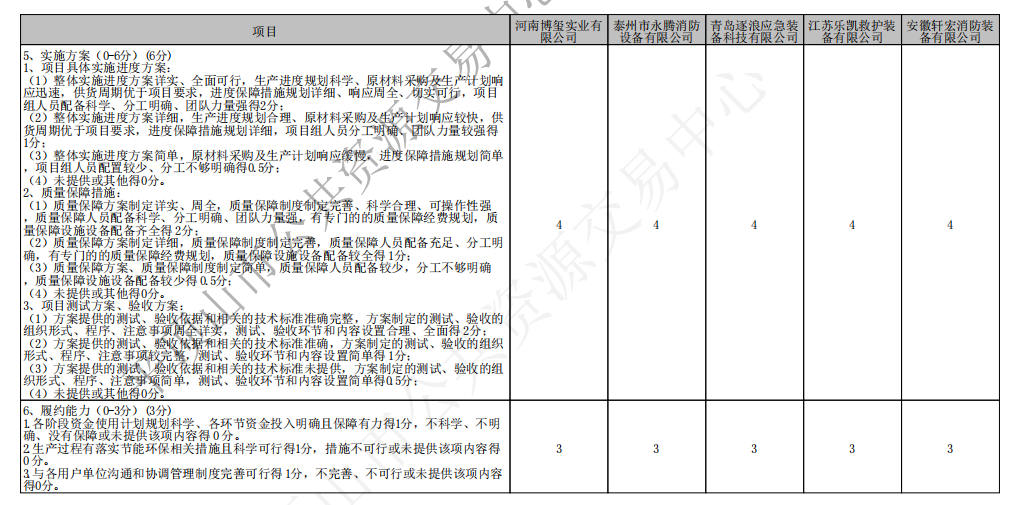 项目
河南博玺实业有
限公司
泰州市永腾消防
设备有限公司
青岛逐浪应急装
备科技有限公司
江苏乐凯救护装
备有限公司
安徽轩宏消防装
备有限公司
5、实施方案（0-6分）(6分)
1、项目具体实施进度方案；
（1）整体实施进度方案详实、全面可行，生产进度规划科学、原材料采购及生产计划响
应迅速，供货周期优于项目要求，进度保障措施规划详细、响应周全、切实可行，项目
组人员配备科学、分工明确、团队力量强得2分；
（2）整体实施进度方案详细，生产进度规划合理、原材料采购及生产计划响应较快，供
货周期优于项目要求，进度保障措施规划详细，项目组人员分工明确、团队力量较强得
1分；
（3）整体实施进度方案简单，原材料采购及生产计划响应缓慢，进度保障措施规划简单
，项目组人员配置较少、分工不够明确得0.5分；
（4）未提供或其他得0分。
2、质量保障措施：
（1）质量保障方案制定详实、周全，质量保障制度制定完善、科学合理、可操作性强
，质量保障人员配备科学、分工明确、团队力量强，有专门的的质量保障经费规划，质
量保障设施设备配备齐全得 2分；
（2）质量保障方案制定详细，质量保障制度制定完善，质量保障人员配备充足、分工明
确，有专门的的质量保障经费规划，质量保障设施设备配备较全得 1分；
（3）质量保障方案、质量保障制度制定简单，质量保障人员配备较少，分工不够明确
，质量保障设施设备配备较少得 0.5分；
（4）未提供或其他得0分。
3、项目测试方案、验收方案；
（1）方案提供的测试、验收依据和相关的技术标准准确完整，方案制定的测试、验收的
组织形式、程序、注意事项周全详实，测试、验收环节和内容设置合理、全面得 2分；
（2）方案提供的测试、验收依据和相关的技术标准准确，方案制定的测试、验收的组织
形式、程序、注意事项较完整，测试、验收环节和内容设置简单得 1分；
（3）方案提供的测试、验收依据和相关的技术标准未提供，方案制定的测试、验收的组
织形式、程序、注意事项简单，测试、验收环节和内容设置简单得0.5分；
（4）未提供或其他得0分。
4
4
4
4
4
6、履约能力（0-3分）(3分)
1.各阶段资金使用计划规划科学、各环节资金投入明确且保障有力得1分，不科学、不明
确、没有保障或未提供该项内容得 0 分。
2.生产过程有落实节能环保相关措施且科学可行得1分，措施不可行或未提供该项内容得
0 分。
3.与各用户单位沟通和协调管理制度完善可行得 1分，不完善、不可行或未提供该项内容
得0分。
3
3
3
3
3